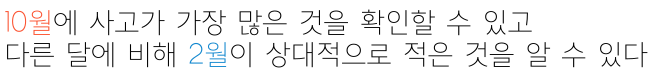 10월에 사고가 가장 많은 것을 확인할 수 있고
다른 달에 비해 2월이 상대적으로 적은 것을 알 수 있다